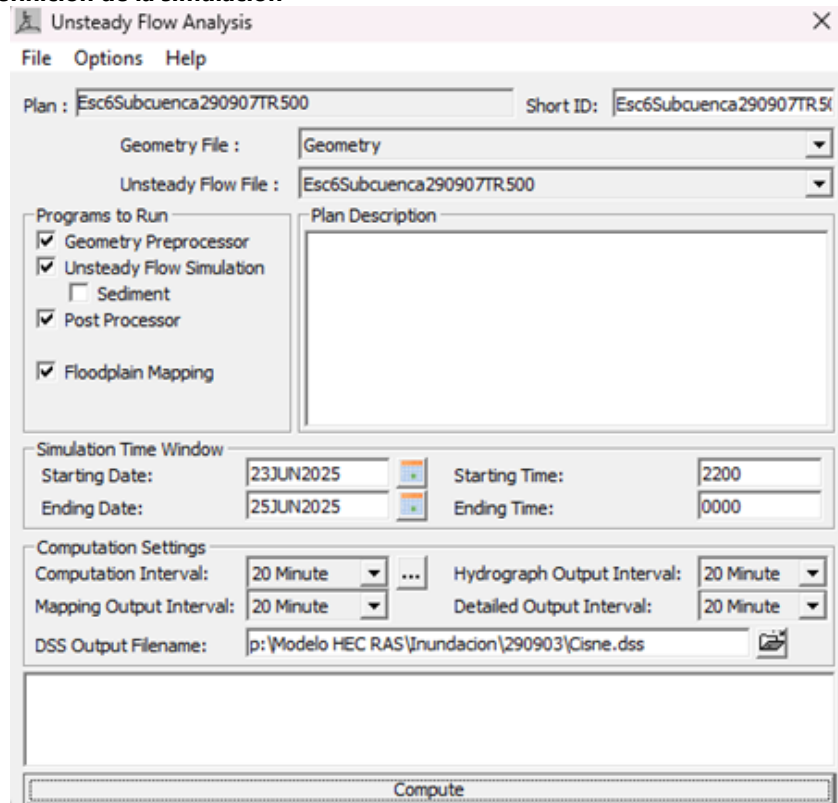 Unsteady Flow Analysis
File Options Help
Plan : Esc6Subcuenca290907TR500 Short ID: Esc6Subcuenca290907TR5(
Geometry File : Geometry
Unsteady Flow File : Esc6Subcuenca290907TR500
Programs to Run Plan Description
Geometry Preprocessor
Unsteady Flow Simulation
Sediment
Post Processor
Floodplain Mapping
Simulation Time Window
Starting Date: 23JUN2025 Starting Time: 2200
Ending Date: 25JUN2025 Ending Time: 0000
Computation Settings
Computation Interval: 20 Minute ... Hydrograph Output Interval: 20 Minute
Mapping Output Interval: 20 Minute Detailed Output Interval: 20 Minute
DSS Output Filename: p:\Modelo HEC RAS\Inundacion\290903\Cisne.dss
Compute